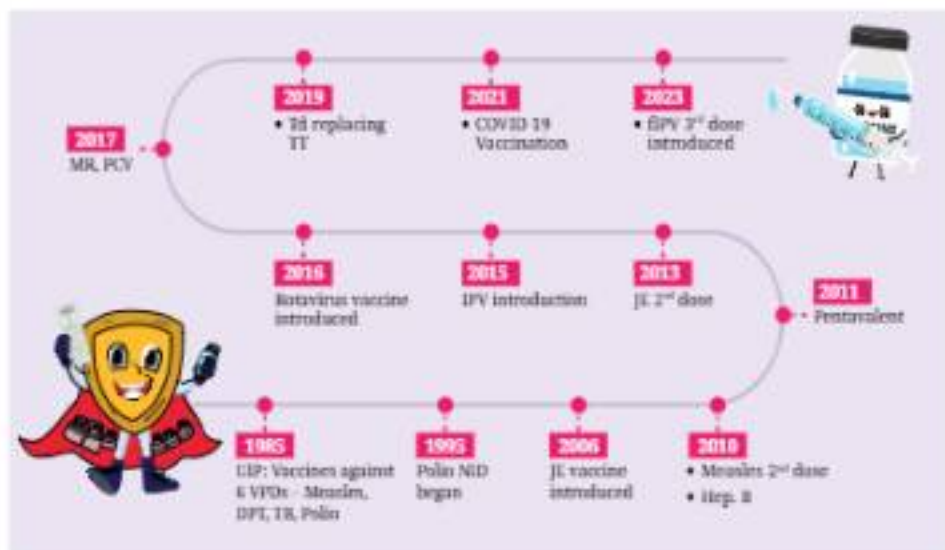 2019
• Td replacing
TT
2021
• COVID 19
Vaccination
2023
• fIPV 3rd dose
introduced
2017
MR, PCV
2016
Rotavirus vaccine
introduced
2015
IPV introduction
2013
JE 2nd dose
2011
Pentavalent
1985
UIP: Vaccines against
6 VPDs - Measles,
DPT, TB, Polio
1995
Polio NID
began
2006
JE vaccine
introduced
2010
• Measles 2nd dose
• Hep. B